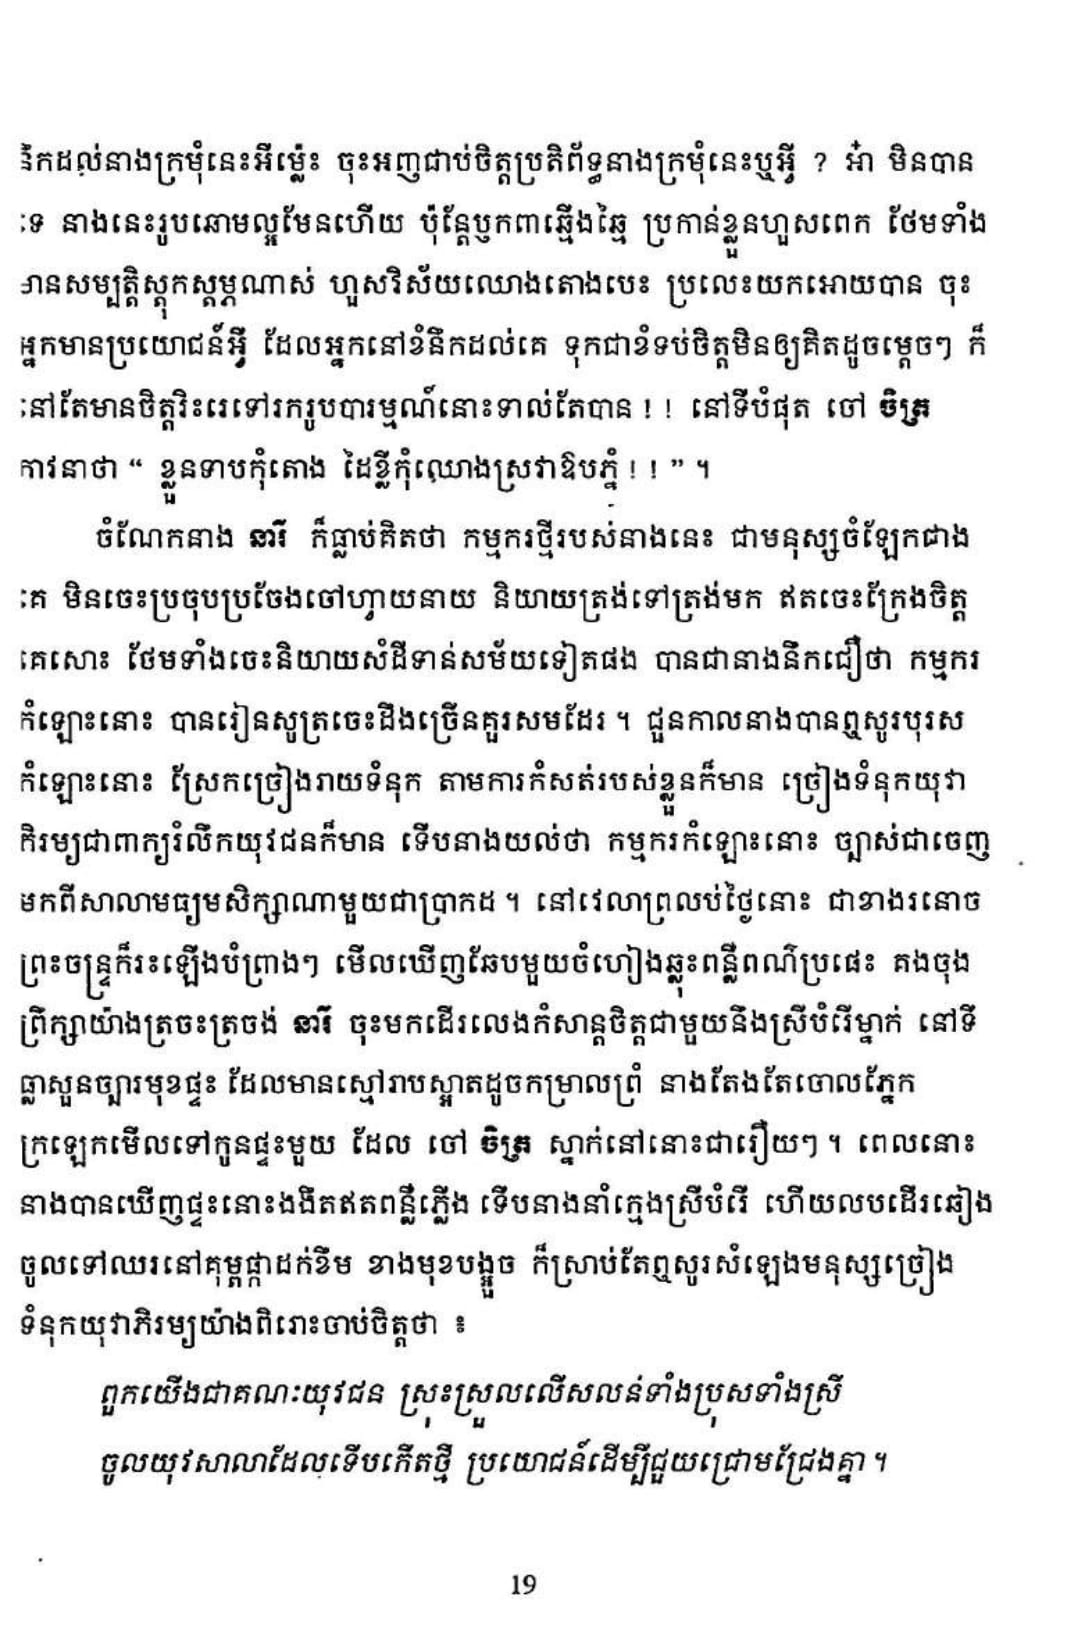 នឹកដល់នាងក្រមុំនេះអីម្ល៉េះ ចុះអញជាប់ចិត្តប្រតិព័ទ្ធនាងក្រមុំនេះឬអ្វី ? អ៎ា មិនបាន
ទេ នាងនេះរូបឆោមល្អមែនហើយ ប៉ុន្តែឫកពាឆ្មើងឆ្មៃ ប្រកាន់ខ្លួនហួសពេក ថែមទាំង
មានសម្បត្តិស្តុកស្តម្ភណាស់ ហួសវិស័យឈោងតោងបេះ ប្រលេះយកអោយបាន ចុះ
អ្នកមានប្រយោជន៍អ្វី ដែលអ្នកនៅខំនឹកដល់គេ ទុកជាខំទប់ចិត្តមិនឲ្យគិតដូចម្តេចៗ ក៏
នៅតែមានចិត្តរិះរេទៅរករូបបារម្មណ៍នោះទាល់តែបាន ! ! នៅទីបំផុត ចៅ ចិត្រ
ភាវនាថា “ ខ្លួនទាបកុំតោង ដៃខ្លីកុំឈោងស្រវាឱបភ្នំ ! ! ” ។
ចំណែកនាង នារី ក៏ធ្លាប់គិតថា កម្មករថ្មីរបស់នាងនេះ ជាមនុស្សចំឡែកជាង
គេ មិនចេះប្រចុបប្រចែងចៅហ្វាយនាយ និយាយត្រង់ទៅត្រង់មក ឥតចេះក្រែងចិត្ត
គេសោះ ថែមទាំងចេះនិយាយសំដីទាន់សម័យទៀតផង បានជានាងនឹកជឿថា កម្មករ
កំឡោះនោះ បានរៀនសូត្រចេះដឹងច្រើនគួរសមដែរ ។ ជួនកាលនាងបានឮសូរបុរស
កំឡោះនោះ ស្រែកច្រៀងរាយទំនុក តាមការកំសត់របស់ខ្លួនក៏មាន ច្រៀងទំនុកយុវា
ភិរម្យជាពាក្យរំលឹកយុវជនក៏មាន ទើបនាងយល់ថា កម្មករកំឡោះនោះ ច្បាស់ជាចេញ
មកពីសាលាមធ្យមសិក្សាណាមួយជាប្រាកដ ។ នៅវេលាព្រលប់ថ្ងៃនោះ ជាខាងរនោច
ព្រះចន្ទ្រក៏រះឡើងបំព្រាងៗ មើលឃើញឆែបមួយចំហៀងឆ្លុះពន្លឺពណ៌ប្រផេះ គងចុង
ព្រឹក្សាយ៉ាងត្រចះត្រចង់ នារី ចុះមកដើរលេងកំសាន្តចិត្តជាមួយនឹងស្រីបំរើម្នាក់ នៅទី
ធ្លាសួនច្បារមុខផ្ទះ ដែលមានស្មៅរាបស្អាតដូចកម្រាលព្រំ នាងតែងតែចោលភ្នែក
ក្រឡេកមើលទៅកូនផ្ទះមួយ ដែល ចៅ ចិត្រ ស្នាក់នៅនោះជារឿយៗ ។ ពេលនោះ
នាងបានឃើញផ្ទះនោះងងឹតឥតពន្លឺភ្លើង ទើបនាងនាំក្មេងស្រីបំរើ ហើយលបដើរឆៀង
ចូលទៅឈរនៅគុម្ពផ្កាដក់ខឹម ខាងមុខបង្អួច ក៏ស្រាប់តែឮសូរសំឡេងមនុស្សច្រៀង
ទំនុកយុវាភិរម្យយ៉ាងពិរោះចាប់ចិត្តថា ៖
ពួកយើងជាគណៈយុវជន ស្រុះស្រួលលើសលន់ទាំងប្រុសទាំងស្រី
ចូលយុវសាលាដែលទើបកើតថ្មី ប្រយោជន៍ដើម្បីជួយជ្រោមជ្រែងគ្នា ។
19